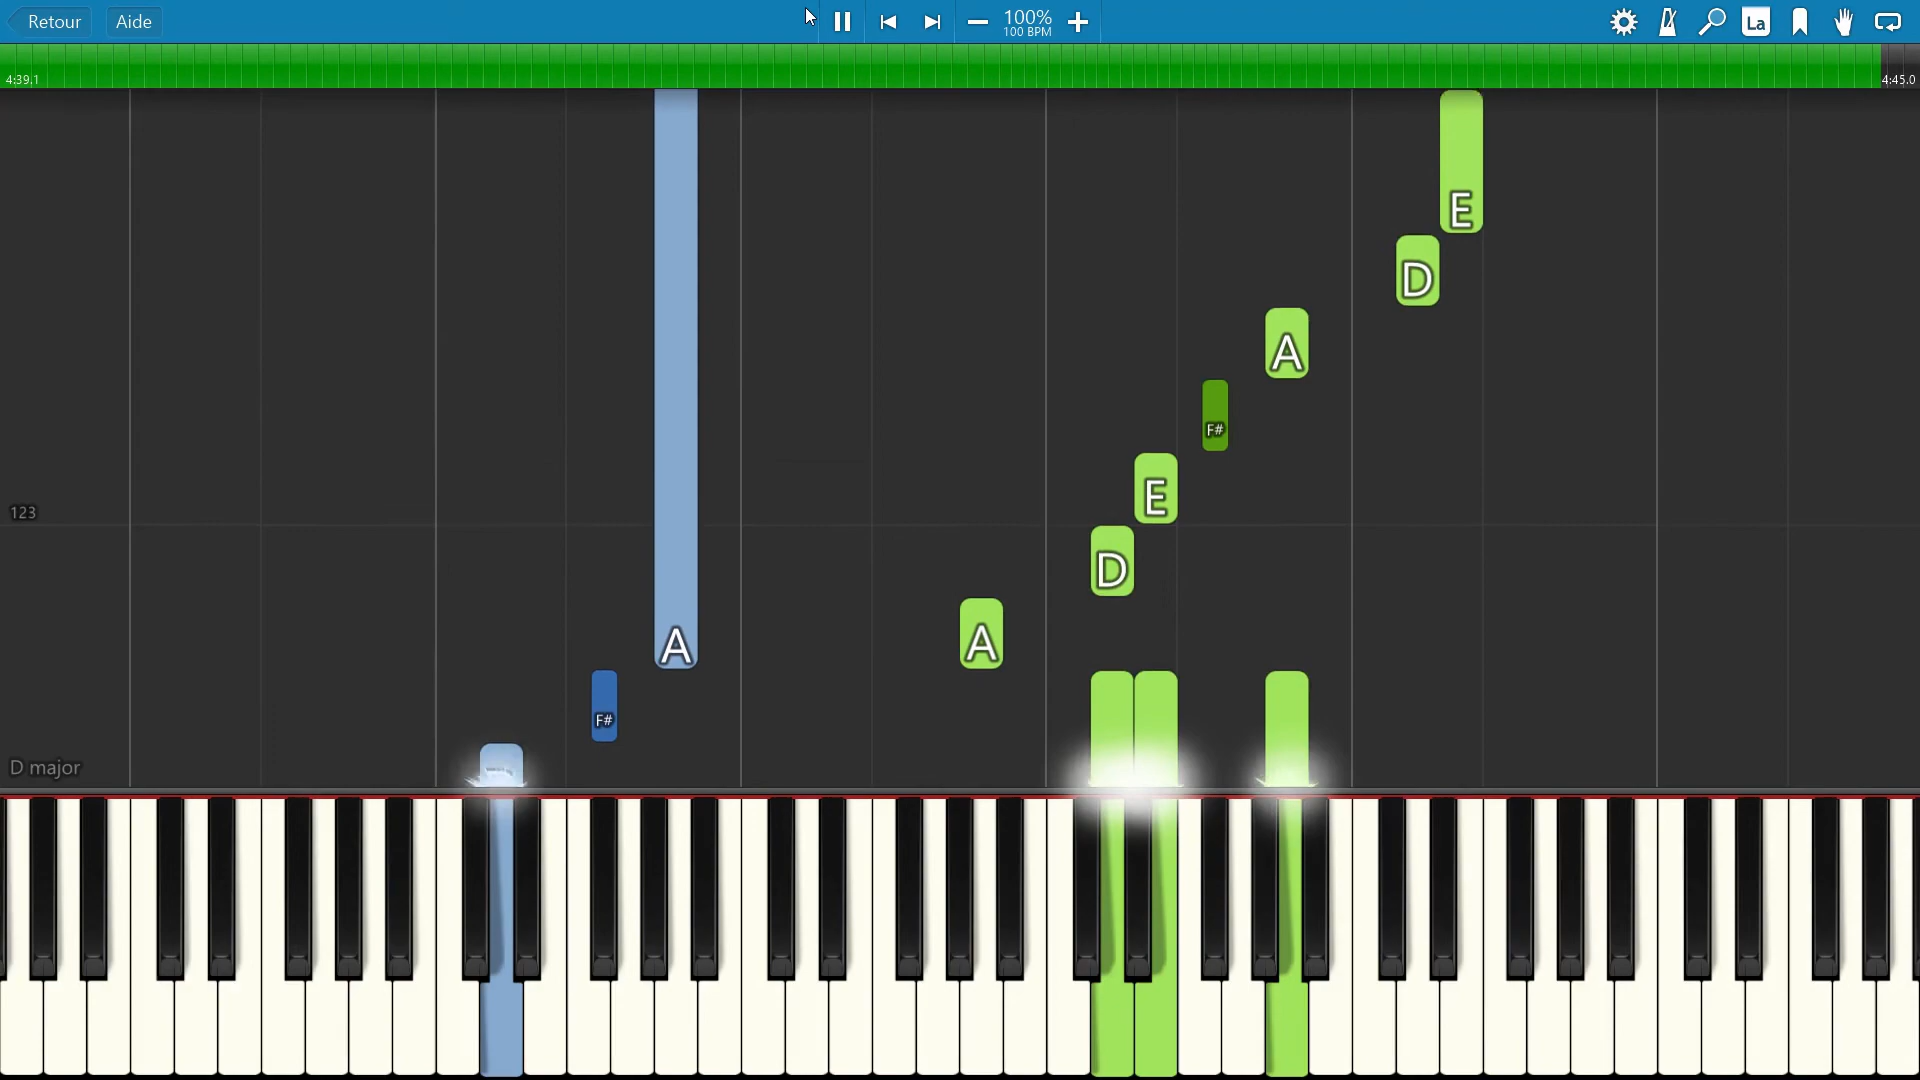 Retour Aide 100% La
100 BPM
4:39.1 4:45.0
E
D
A
F#
E
123
D
A A
F#
D major